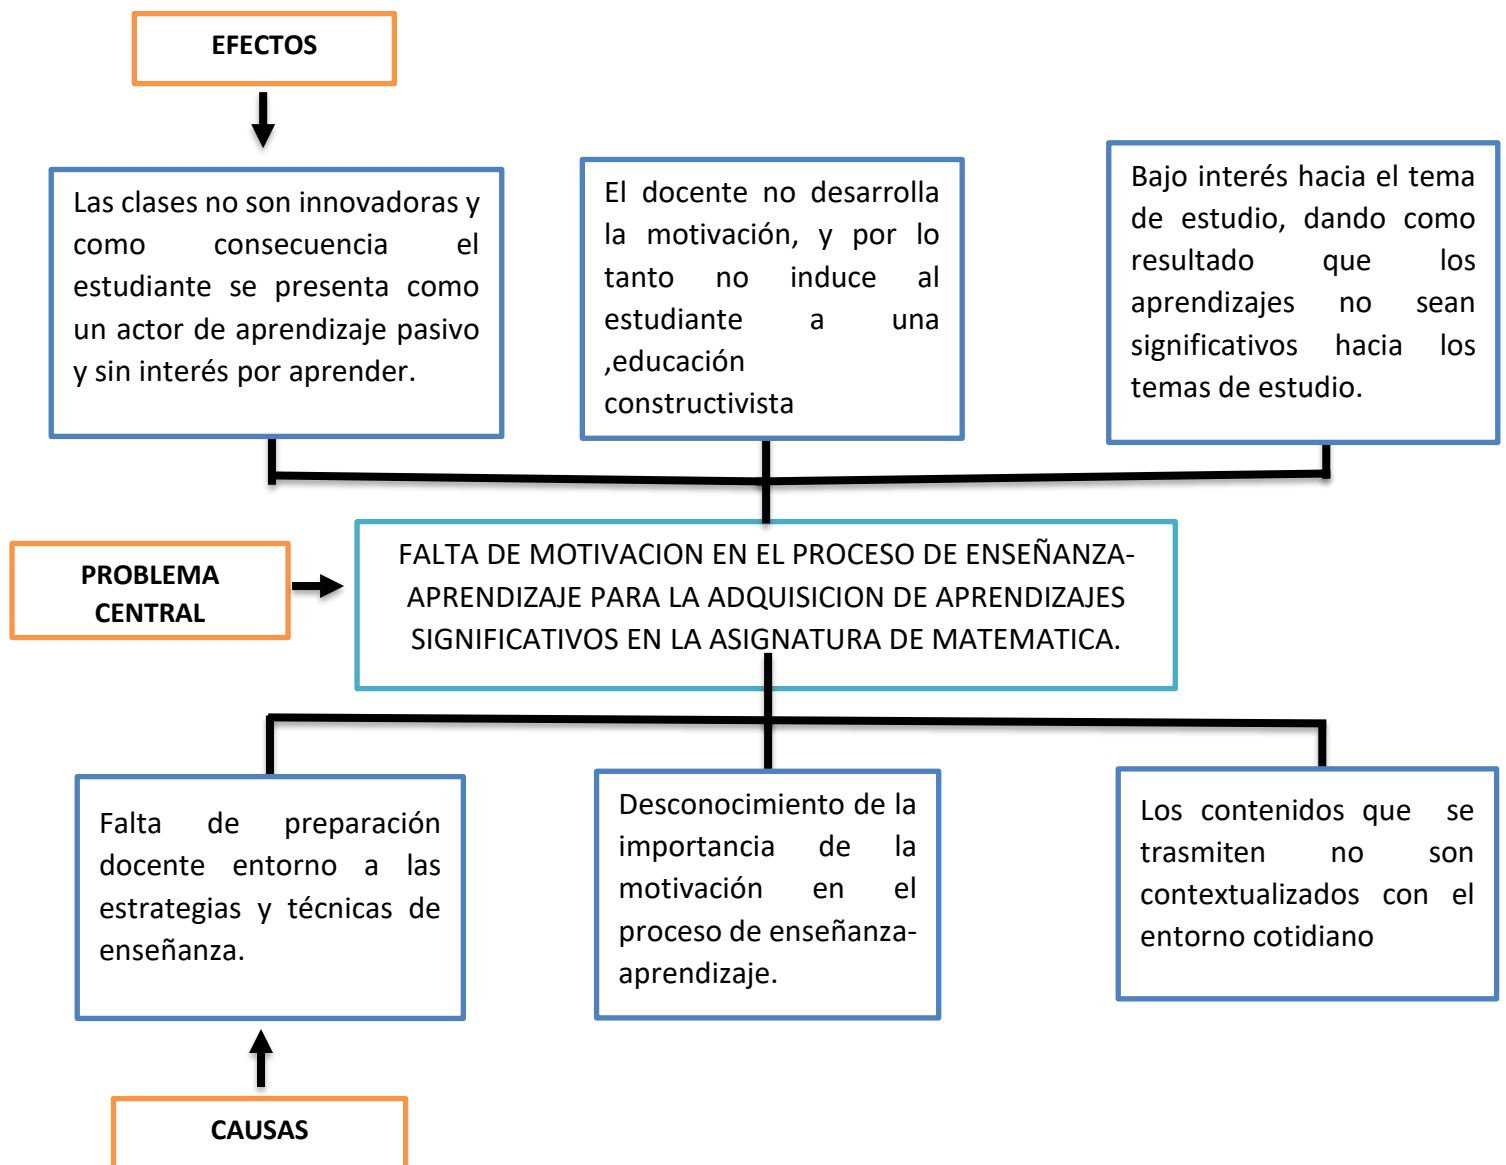 EFECTOS
Las clases no son innovadoras y
como consecuencia el
estudiante se presenta como
un actor de aprendizaje pasivo
y sin interés por aprender.
El docente no desarrolla
la motivación, y por lo
tanto no induce al
estudiante a una
,educación
constructivista
Bajo interés hacia el tema
de estudio, dando como
resultado que los
aprendizajes no sean
significativos hacia los
temas de estudio.
PROBLEMA
CENTRAL
FALTA DE MOTIVACION EN EL PROCESO DE ENSEÑANZA-
APRENDIZAJE PARA LA ADQUISICION DE APRENDIZAJES
SIGNIFICATIVOS EN LA ASIGNATURA DE MATEMATICA.
Falta de preparación
docente entorno a las
estrategias y técnicas de
enseñanza.
Desconocimiento de la
importancia de la
motivación en el
proceso de enseñanza-
aprendizaje.
Los contenidos que se
trasmiten no son
contextualizados con el
entorno cotidiano
CAUSAS